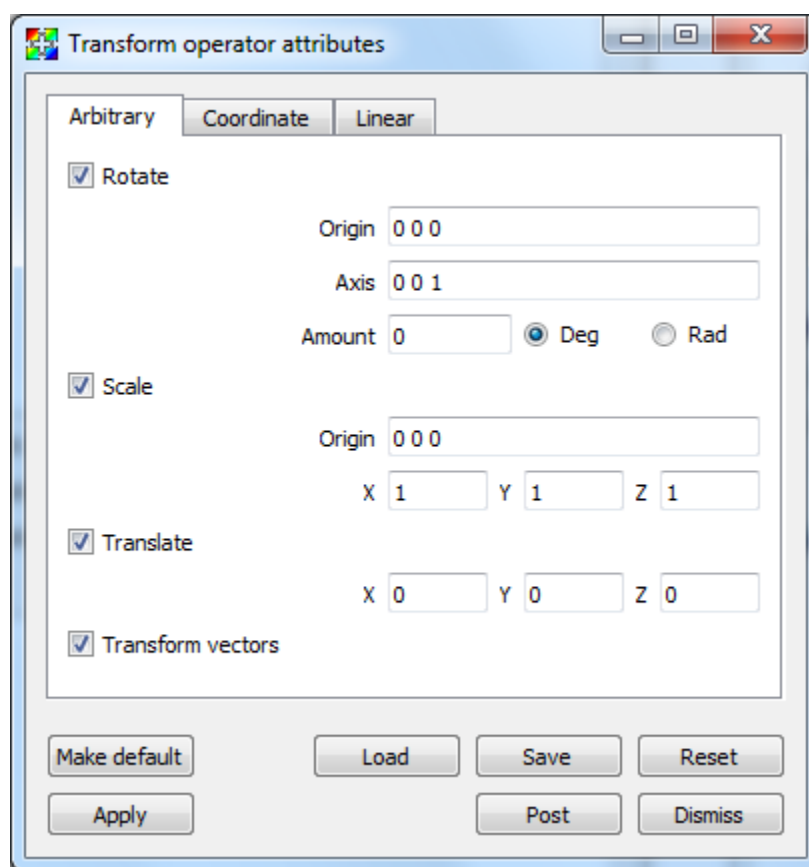 Transform operator attributes
Arbitrary Coordinate Linear
Rotate
Origin 0 0 0
Axis 0 0 1
Amount 0 Deg Rad
Scale
Origin 0 0 0
X 1 Y 1 Z 1
Translate
X 0 Y 0 Z 0
Transform vectors
Make default Load Save Reset
Apply Post Dismiss